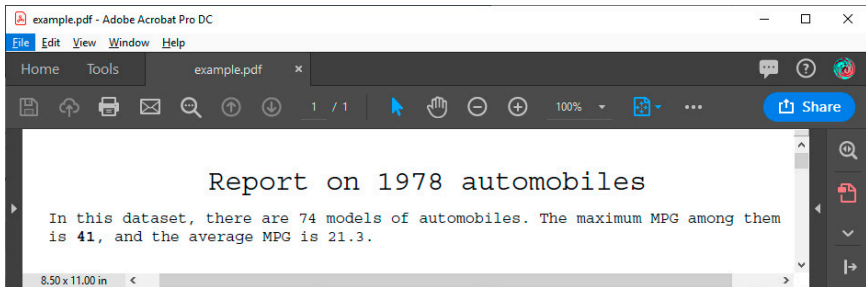 example.pdf - Adobe Acrobat Pro DC
File Edit View Window Help
Home Tools example.pdf ×
1 / 1 100% Share
Report on 1978 automobiles
In this dataset, there are 74 models of automobiles. The maximum MPG among them
is 41, and the average MPG is 21.3.
8.50 x 11.00 in